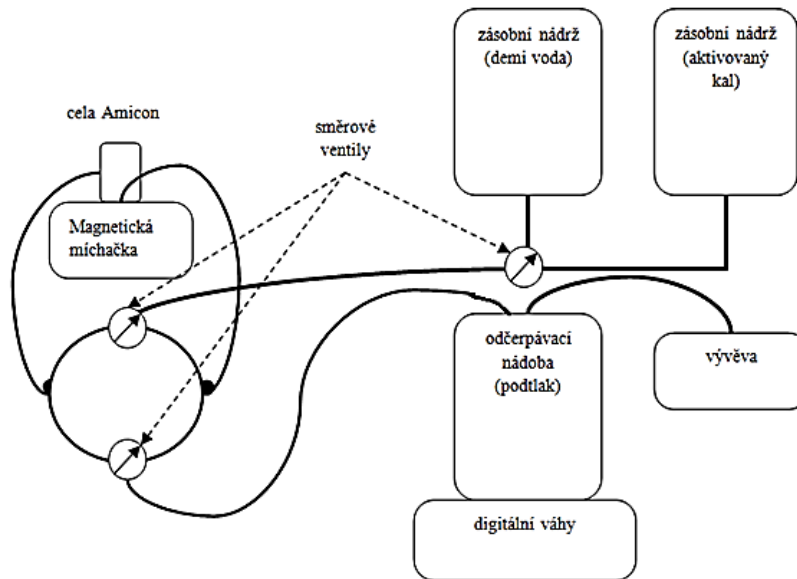 zásobní nádrž
(demi voda)
zásobní nádrž
(aktivovaný
kal)
cela Amicon
směrové
ventily
Magnetická
míchačka
odčerpávací
nádoba
(podtlak)
vývěva
digitální váhy